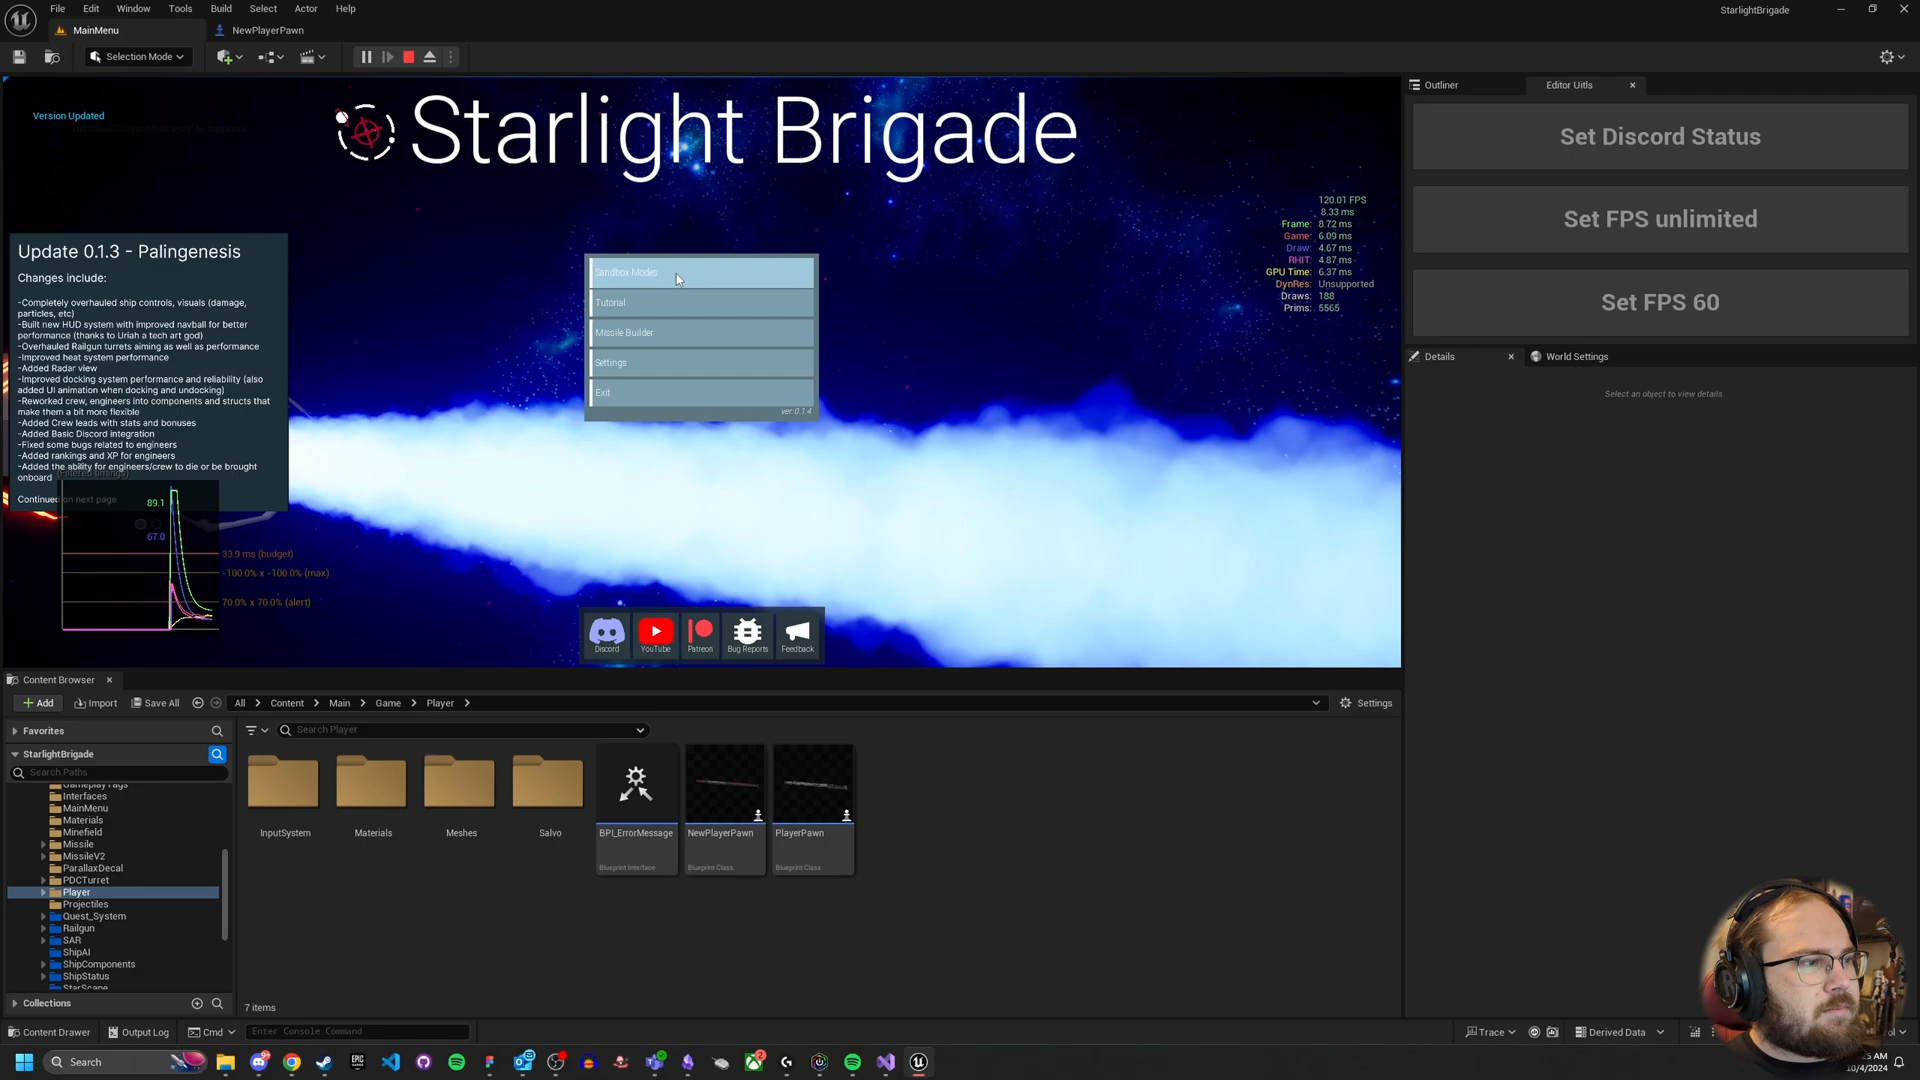 File Edit Window Tools Build Select Actor Help
StarlightBrigade
MainMenu
NewPlayerPawn
Selection Mode
Outliner
Editor Uitls
Version Updated
Starlight Brigade
Set Discord Status
Set FPS unlimited
Set FPS 60
120.01 FPS
8.33 ms
Frame: 8.72 ms
Game: 6.09 ms
Draw: 4.67 ms
RHIT: 4.87 ms
GPU Time: 6.37 ms
DynRes: Unsupported
Draws: 188
Prims: 5565
Update 0.1.3 - Palingenesis
Changes include:
-Completely overhauled ship controls, visuals (damage,
particles, etc)
-Built new HUD system with improved navball for better
performance (thanks to Uriah a tech art god)
-Overhauled Railgun turrets aiming as well as performance
-Improved heat system performance
-Added Radar view
-Improved docking system performance and reliability (also
added UI animation when docking and undocking)
-Reworked crew, engineers into components and structs that
make them a bit more flexible
-Added Crew leads with stats and bonuses
-Added Basic Discord integration
-Fixed some bugs related to engineers
-Added rankings and XP for engineers
-Added the ability for engineers/crew to die or be brought
onboard
Continued on next page
Sandbox Modes
Tutorial
Missile Builder
Settings
Exit
ver: 0.1.4
89.1
67.0
33.9 ms (budget)
-100.0% x -100.0% (max)
70.0% x 70.0% (alert)
Discord
YouTube
Patreon
Bug Reports
Feedback
Details
World Settings
Select an object to view details.
Content Browser
Add
Import
Save All
All > Content > Main > Game > Player >
Settings
Favorites
StarlightBrigade
Search Paths
Search Player
GameplayTags
Interfaces
MainMenu
Materials
Minefield
Missile
MissileV2
ParallaxDecal
PDCTurret
Player
Projectiles
Quest_System
Railgun
SAR
ShipAI
ShipComponents
ShipStatus
StarScape
Collections
InputSystem
Materials
Meshes
Salvo
BPI_ErrorMessage
Blueprint Interface
NewPlayerPawn
Blueprint Class
PlayerPawn
Blueprint Class
7 items
Content Drawer
Output Log
Cmd
Enter Console Command
Trace
Derived Data
Search
10/4/2024